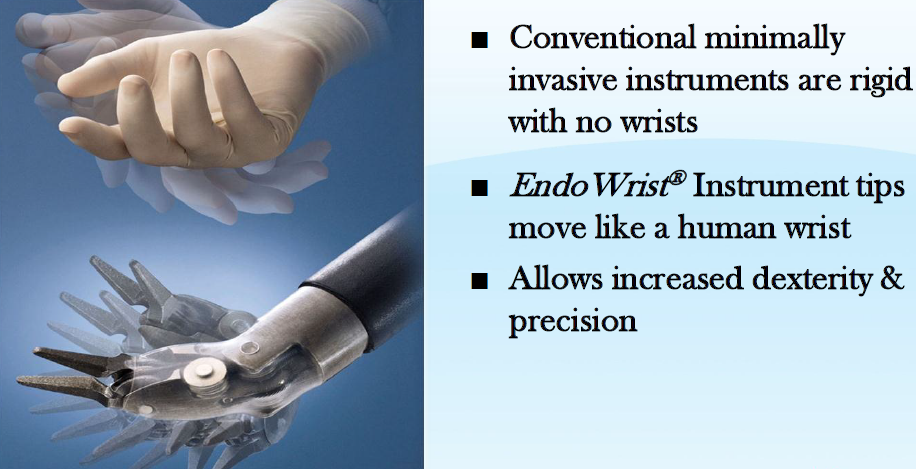 ■ Conventional minimally
invasive instruments are rigid
with no wrists
■ EndoWrist® Instrument tips
move like a human wrist
■ Allows increased dexterity &
precision